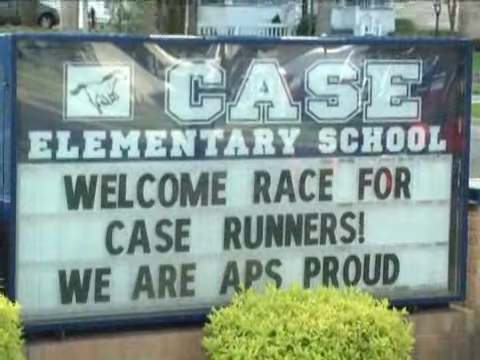 CASE
ELEMENTARY SCHOOL
WELCOME RACE FOR
CASE RUNNERS!
WE ARE APS PROUD